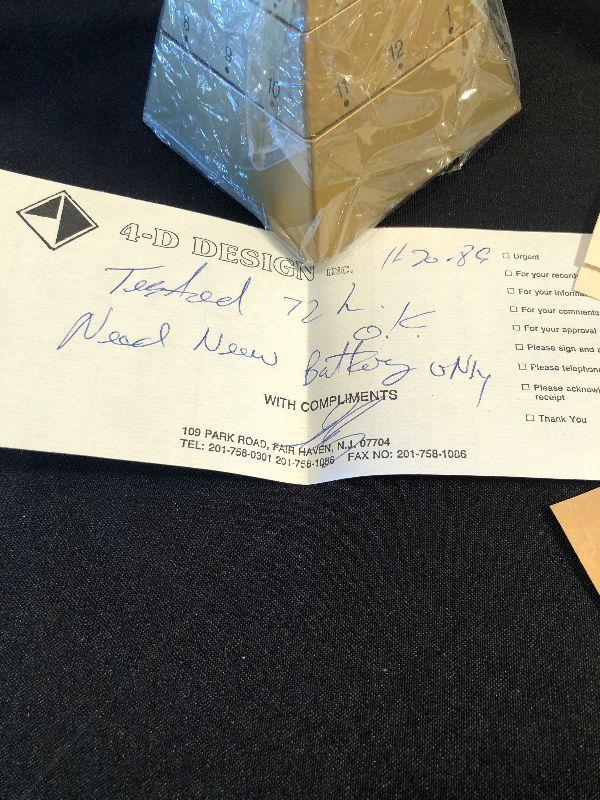 8 9 10 11 12 1
4-D DESIGN INC.
11-20-89
Tested 72 h. O.K.
Need New Battery ONly
WITH COMPLIMENTS
109 PARK ROAD, FAIR HAVEN, N.J. 07704
TEL: 201-758-0301 201-758-1086 FAX NO: 201-758-1086
Urgent
For your record
For your informa
For your comments
For your approval
Please sign and
Please telephone
Please acknow
receipt
Thank You